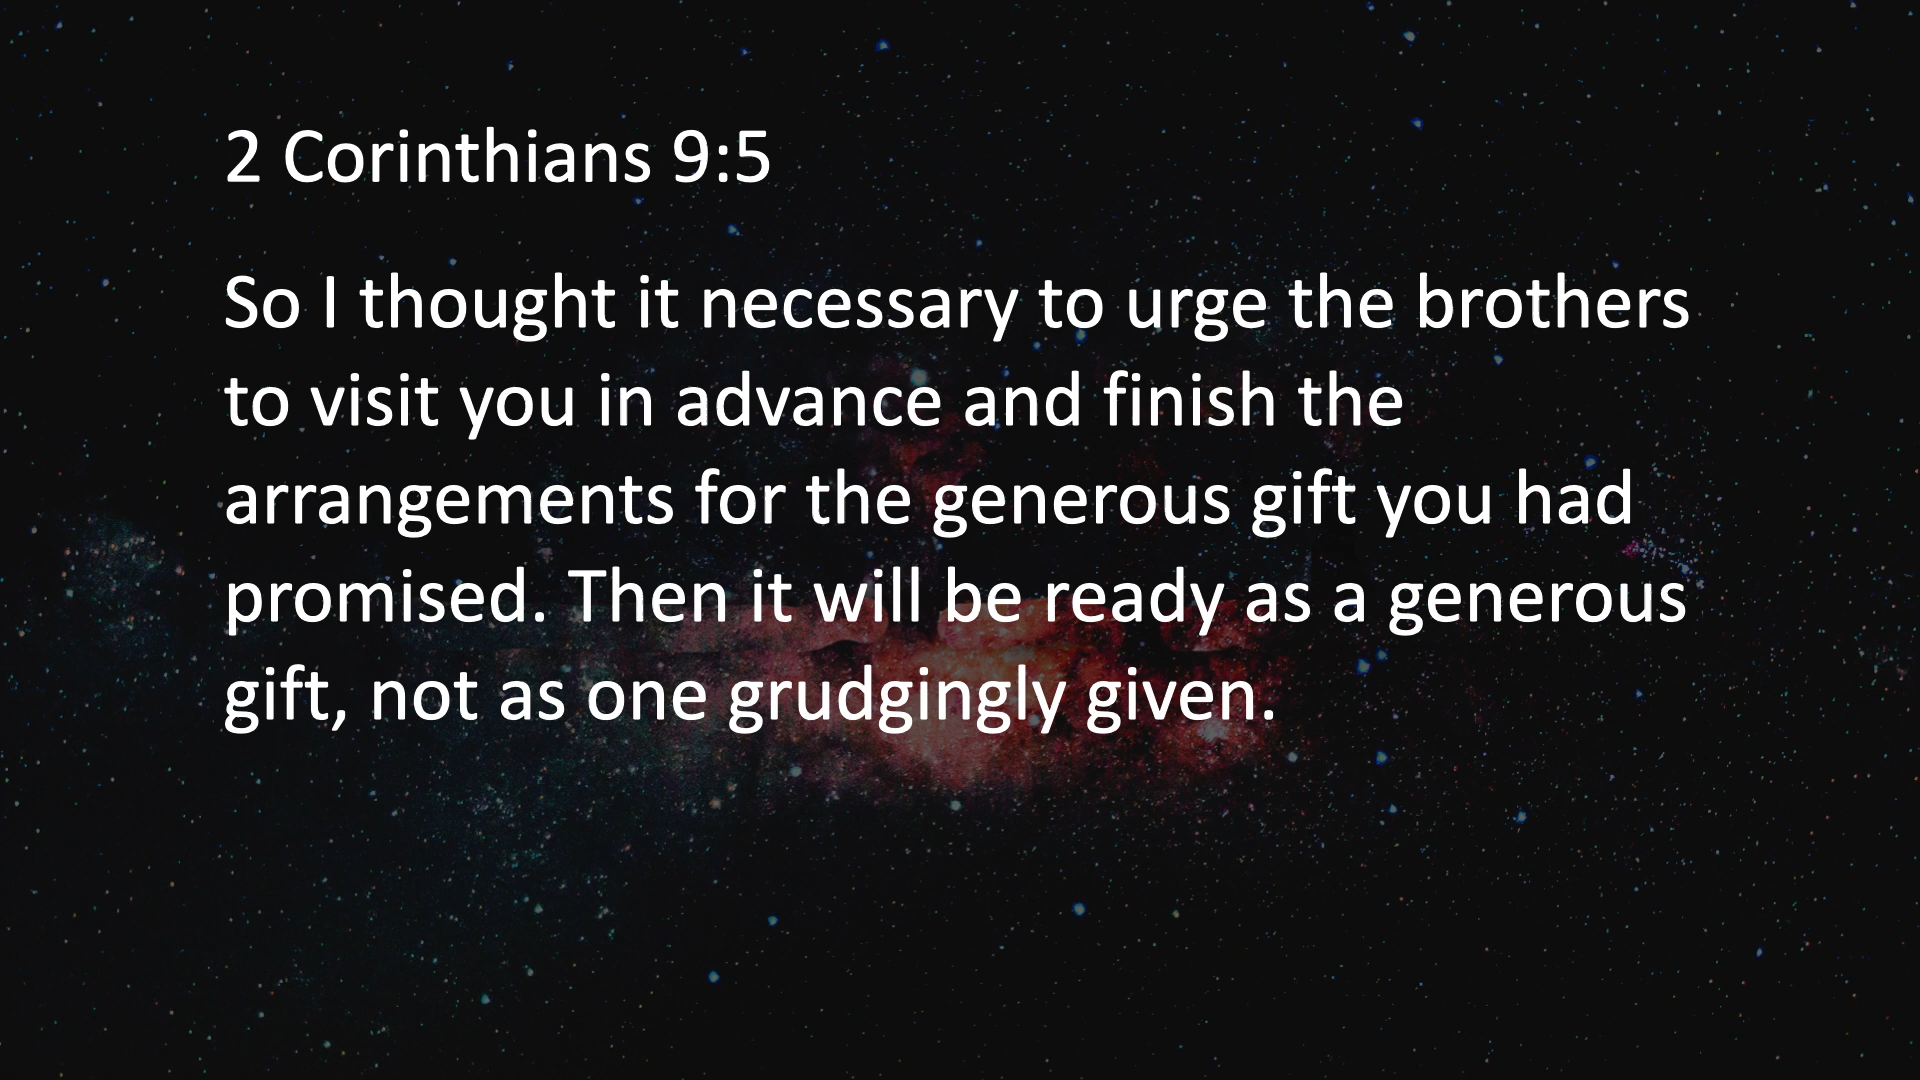 2 Corinthians 9:5
So I thought it necessary to urge the brothers
to visit you in advance and finish the
arrangements for the generous gift you had
promised. Then it will be ready as a generous
gift, not as one grudgingly given.